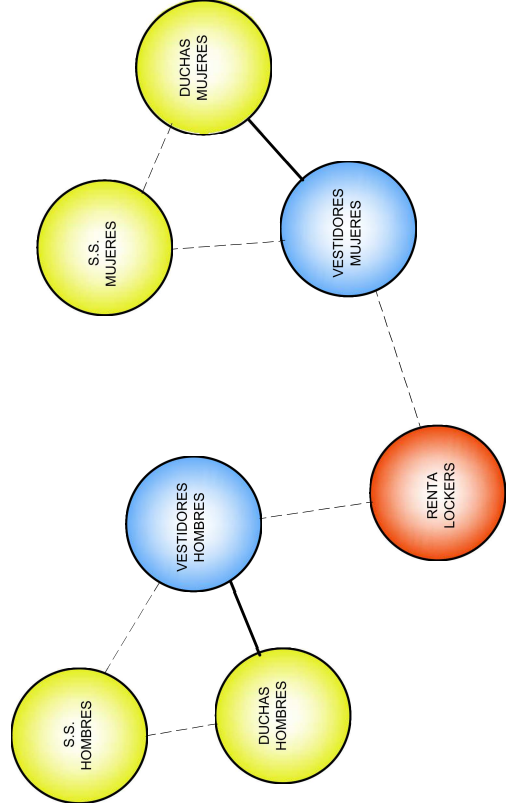 DUCHAS
MUJERES
S.S.
MUJERES
VESTIDORES
MUJERES
VESTIDORES
HOMBRES
RENTA
LOCKERS
S.S.
HOMBRES
DUCHAS
HOMBRES